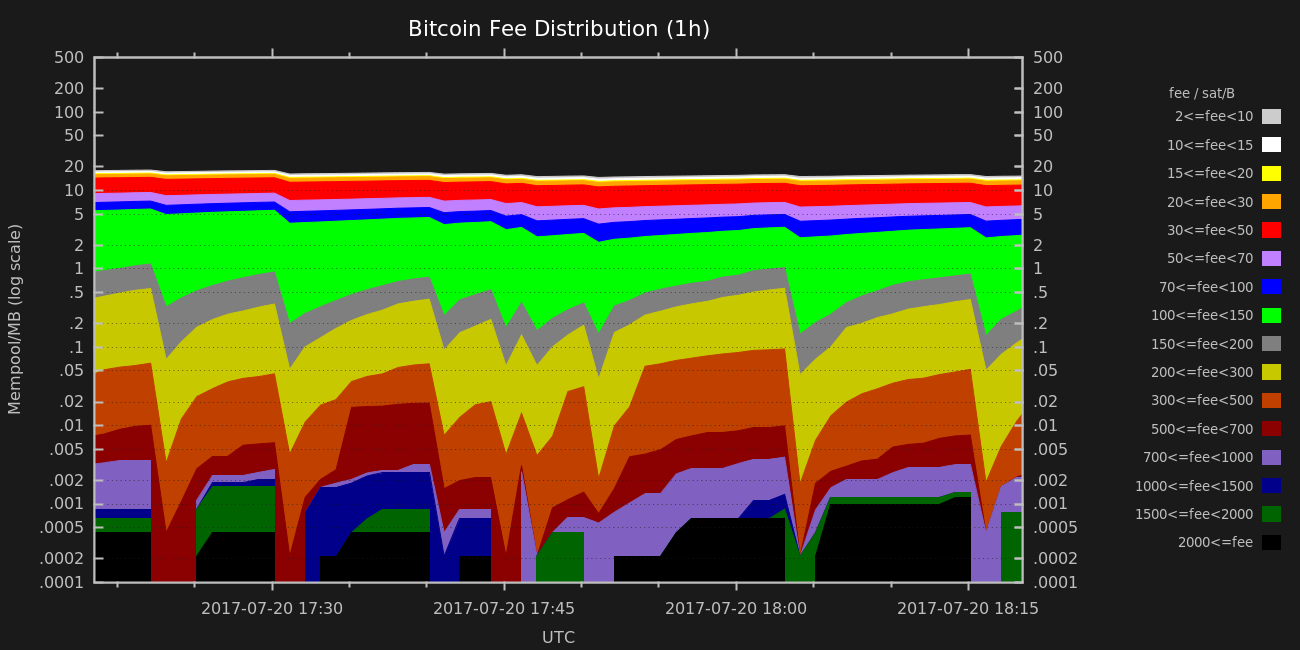 Bitcoin Fee Distribution (1h)
500 500
200 200
100 100
50 50
20 20
10 10
5 5
2 2
1 1
.5 .5
.2 .2
.1 .1
.05 .05
.02 .02
.01 .01
.005 .005
.002 .002
.001 .001
.0005 .0005
.0002 .0002
.0001 .0001
Mempool/MB (log scale)
2017-07-20 17:30 2017-07-20 17:45 2017-07-20 18:00 2017-07-20 18:15
UTC
fee / sat/B
2<=fee<10
10<=fee<15
15<=fee<20
20<=fee<30
30<=fee<50
50<=fee<70
70<=fee<100
100<=fee<150
150<=fee<200
200<=fee<300
300<=fee<500
500<=fee<700
700<=fee<1000
1000<=fee<1500
1500<=fee<2000
2000<=fee